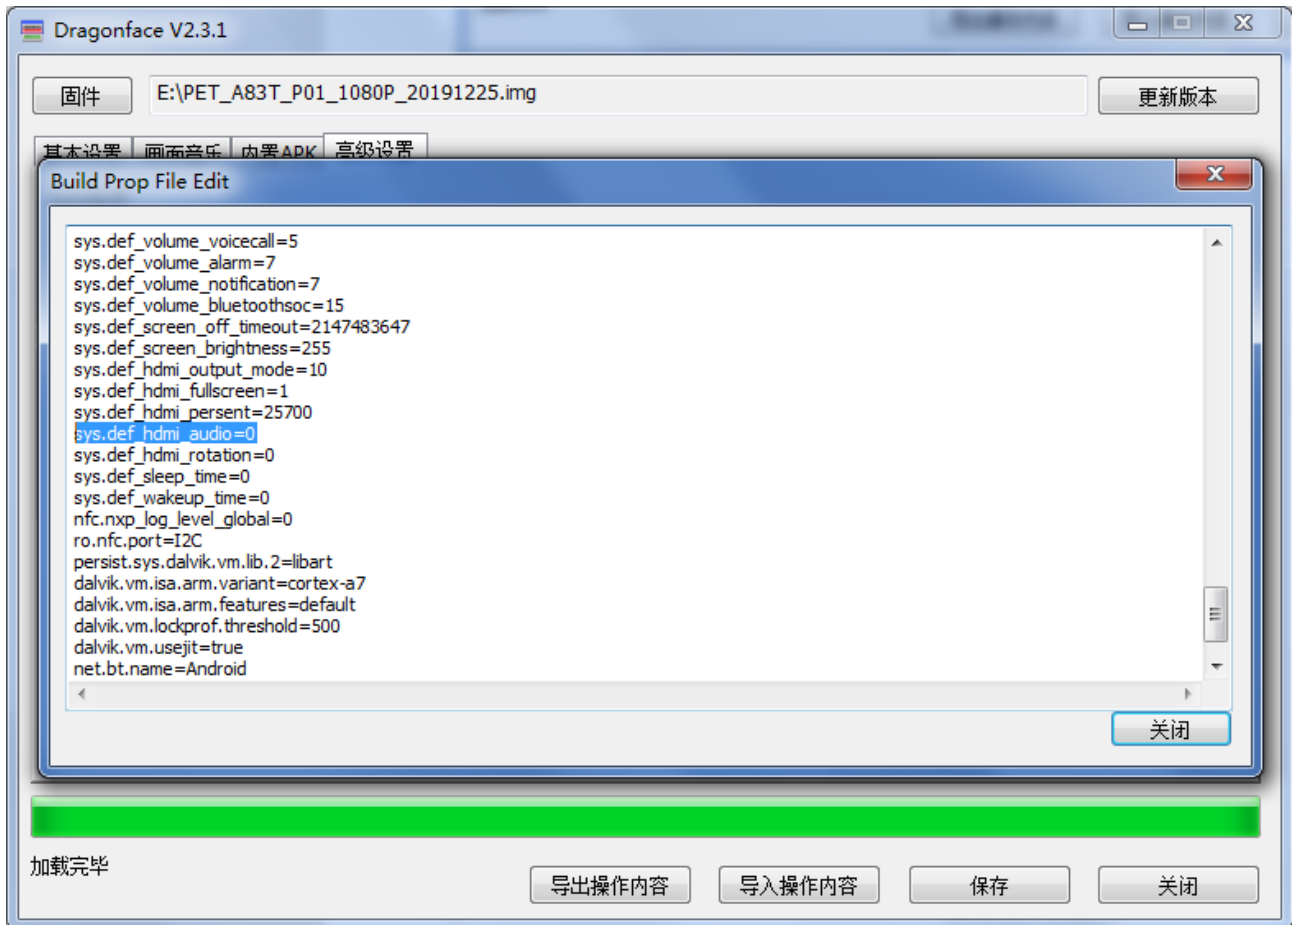 Dragonface V2.3.1
固件
E:\PET_A83T_P01_1080P_20191225.img
更新版本
基本设置 画面音乐 内置APK 高级设置
Build Prop File Edit
sys.def_volume_voicecall=5
sys.def_volume_alarm=7
sys.def_volume_notification=7
sys.def_volume_bluetoothsoc=15
sys.def_screen_off_timeout=2147483647
sys.def_screen_brightness=255
sys.def_hdmi_output_mode=10
sys.def_hdmi_fullscreen=1
sys.def_hdmi_persent=25700
sys.def_hdmi_audio=0
sys.def_hdmi_rotation=0
sys.def_sleep_time=0
sys.def_wakeup_time=0
nfc.nxp_log_level_global=0
ro.nfc.port=I2C
persist.sys.dalvik.vm.lib.2=libart
dalvik.vm.isa.arm.variant=cortex-a7
dalvik.vm.isa.arm.features=default
dalvik.vm.lockprof.threshold=500
dalvik.vm.usejit=true
net.bt.name=Android
关闭
加载完毕
导出操作内容 导入操作内容 保存 关闭